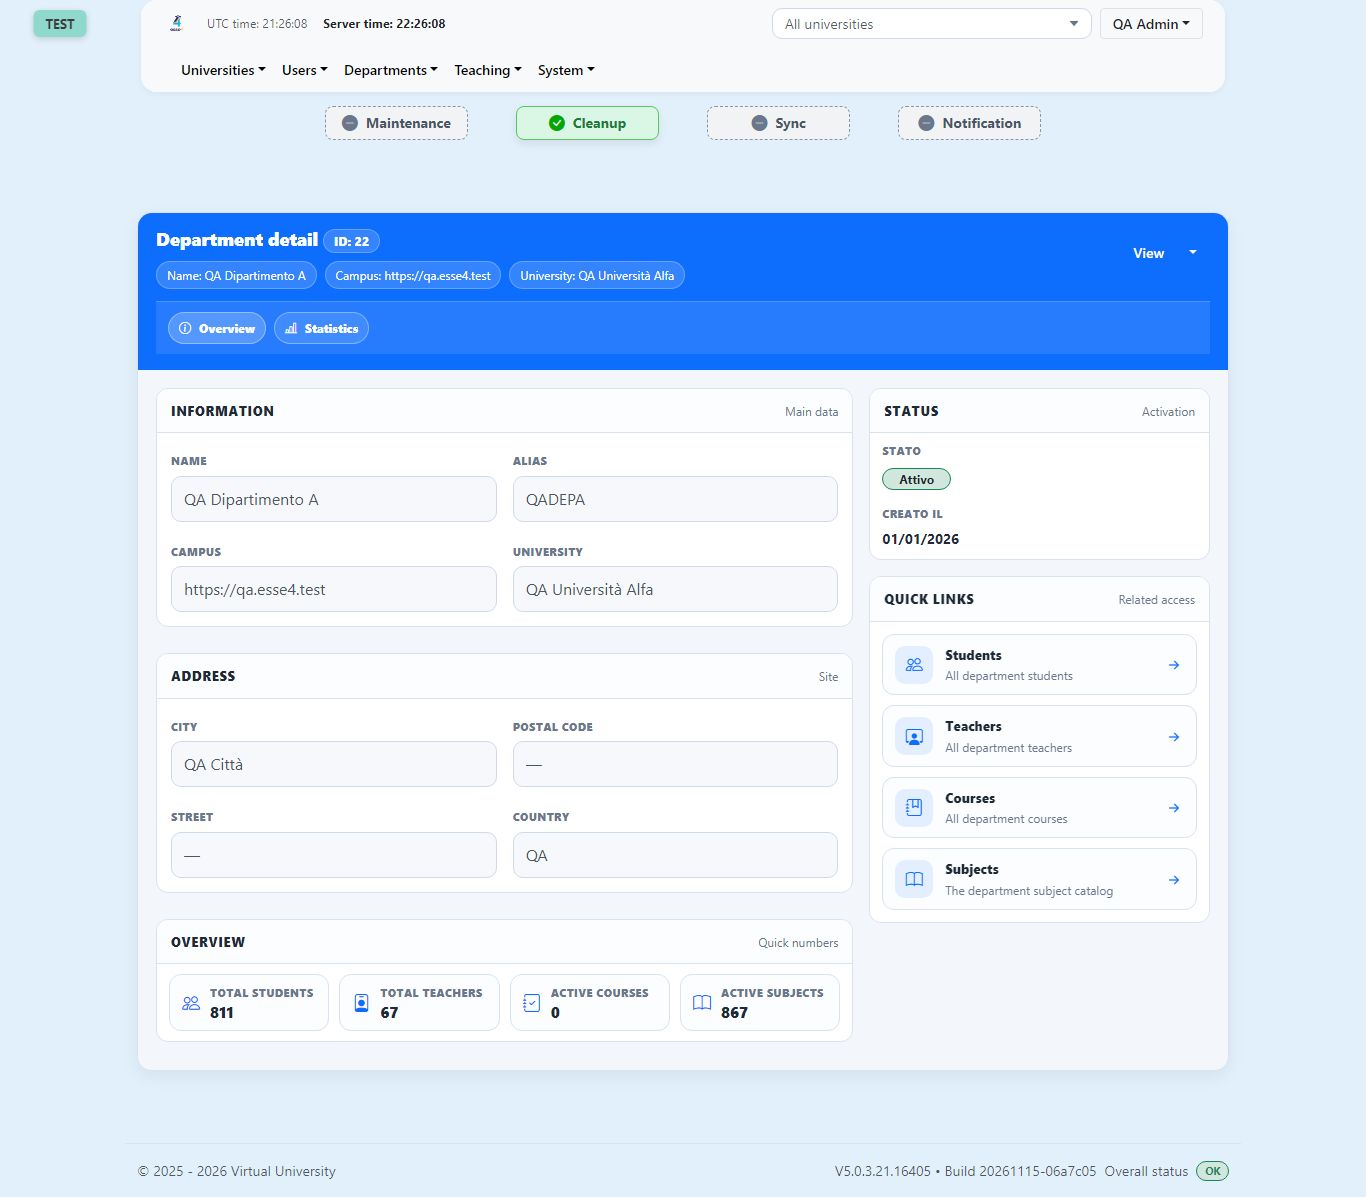 TEST
UTC time: 21:26:08 Server time: 22:26:08
All universities
QA Admin
Universities Users Departments Teaching System
Maintenance
Cleanup
Sync
Notification
Department detail ID: 22
View
Name: QA Dipartimento A
Campus: https://qa.esse4.test
University: QA Università Alfa
Overview
Statistics
INFORMATION
Main data
NAME
QA Dipartimento A
ALIAS
QADEPA
CAMPUS
https://qa.esse4.test
UNIVERSITY
QA Università Alfa
ADDRESS
Site
CITY
QA Città
POSTAL CODE
—
STREET
—
COUNTRY
QA
OVERVIEW
Quick numbers
TOTAL STUDENTS
811
TOTAL TEACHERS
67
ACTIVE COURSES
0
ACTIVE SUBJECTS
867
STATUS
Activation
STATO
Attivo
CREATO IL
01/01/2026
QUICK LINKS
Related access
Students
All department students
Teachers
All department teachers
Courses
All department courses
Subjects
The department subject catalog
© 2025 - 2026 Virtual University
V5.0.3.21.16405 • Build 20261115-06a7c05 Overall status OK